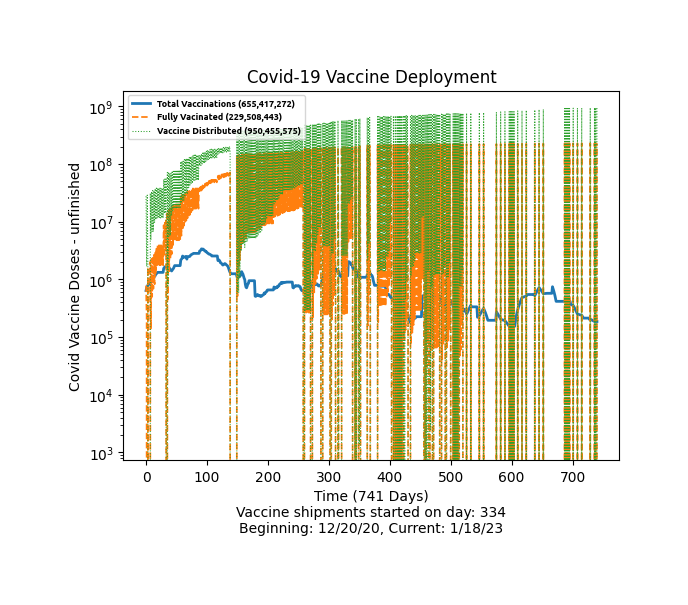 Covid-19 Vaccine Deployment
Total Vaccinations (655,417,272)
Fully Vacinated (229,508,443)
Vaccine Distributed (950,455,575)
Covid Vaccine Doses - unfinished
10⁹
10⁸
10⁷
10⁶
10⁵
10⁴
10³
0 100 200 300 400 500 600 700
Time (741 Days)
Vaccine shipments started on day: 334
Beginning: 12/20/20, Current: 1/18/23